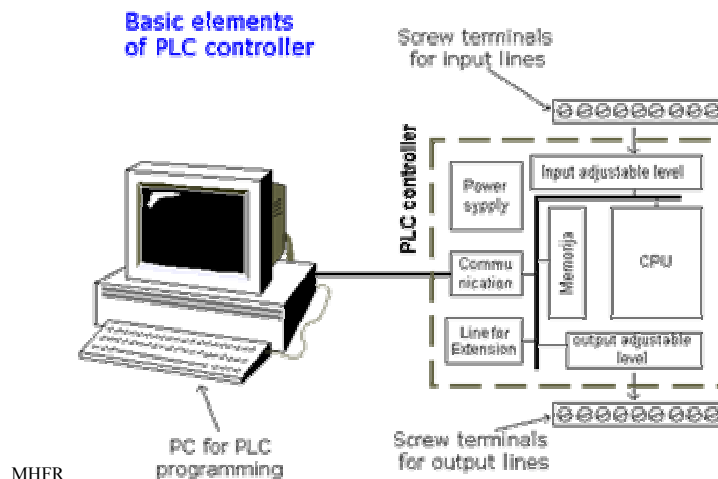 Basic elements
of PLC controller
Screw terminals
for input lines
PLC controller
Input adjustable level
Power
supply
Memorija
CPU
Commu
nication
Line for
Extension
output adjustable
level
PC for PLC
programming
Screw terminals
for output lines
MHFR